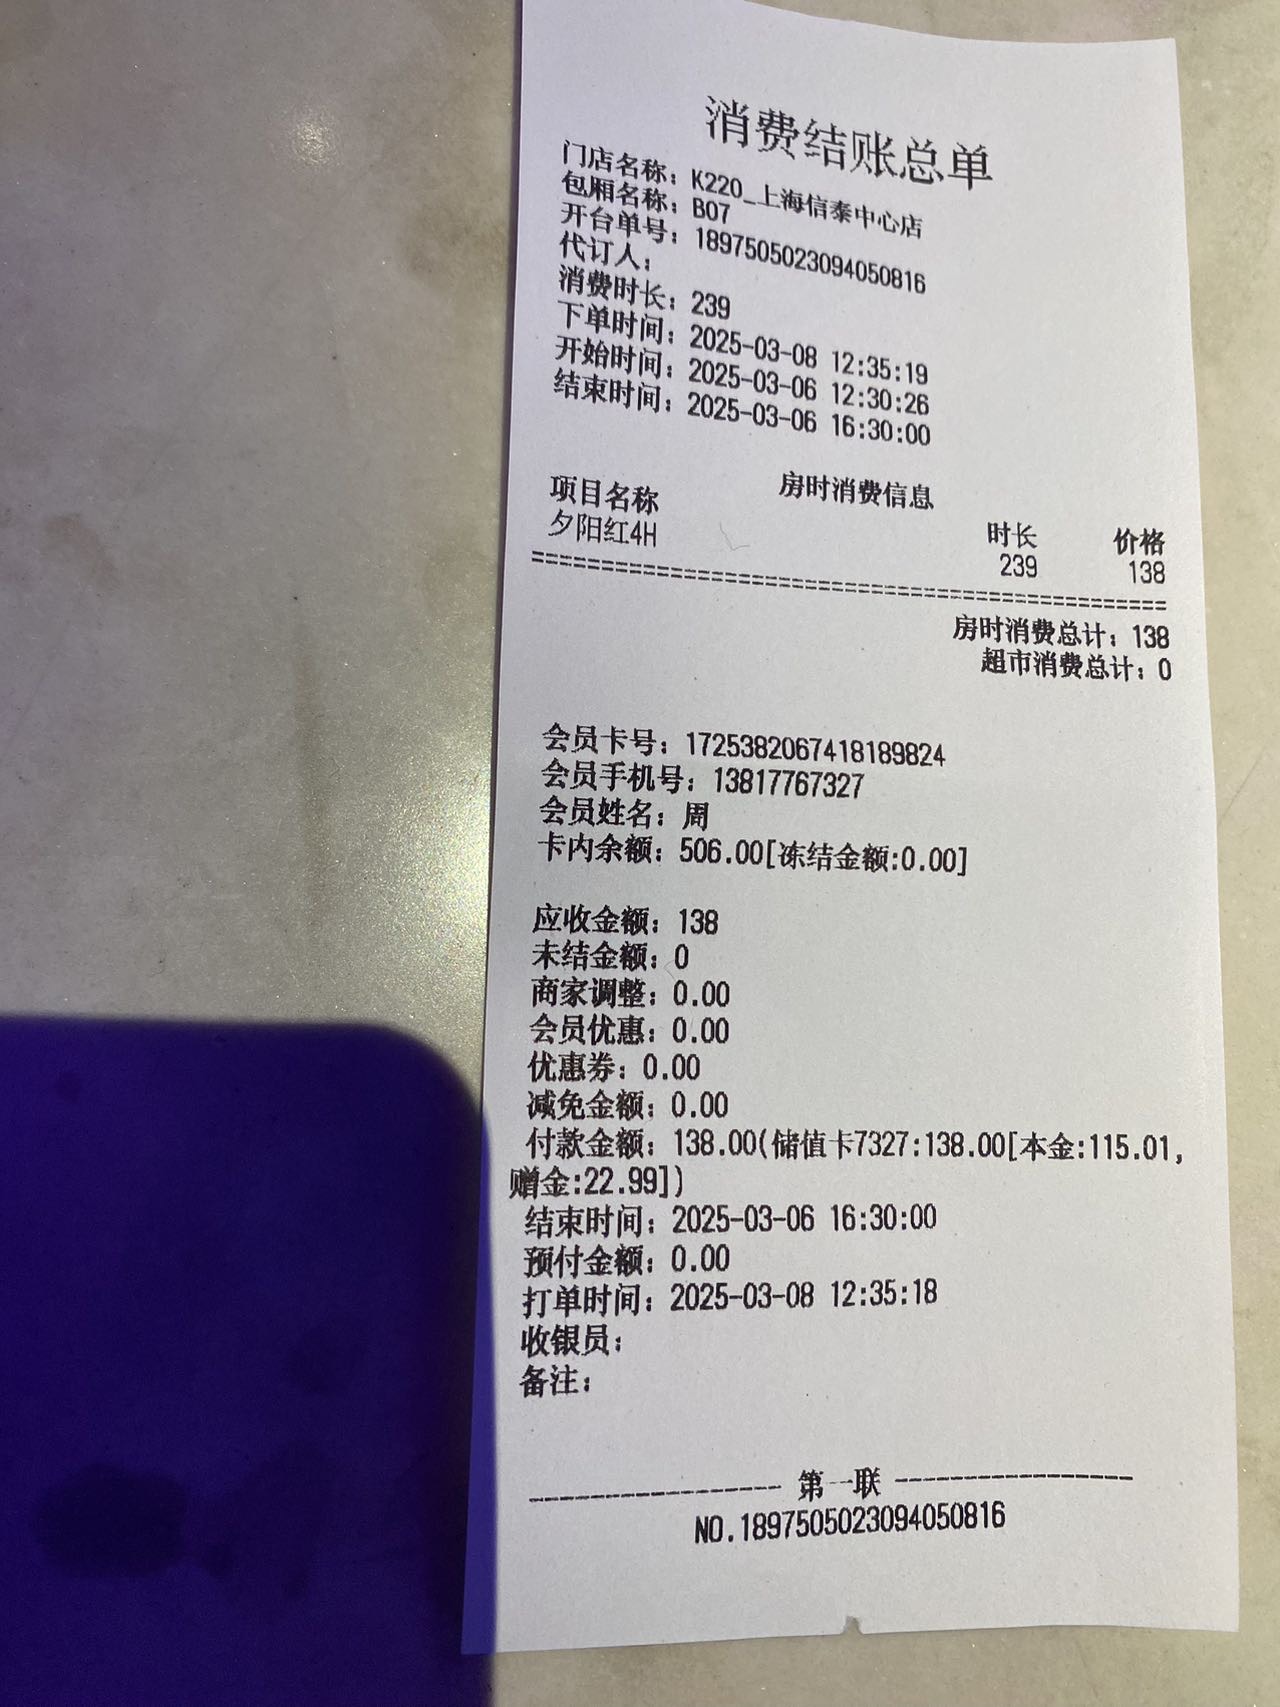 消费结账总单
门店名称：K220_上海信泰中心店
包厢名称：B07
开台单号：1897505023094050816
代订人：
消费时长：239
下单时间：2025-03-08 12:35:19
开始时间：2025-03-06 12:30:26
结束时间：2025-03-06 16:30:00
房时消费信息
项目名称 时长 价格
夕阳红4H 239 138
==================================================
房时消费总计：138
超市消费总计：0
会员卡号：1725382067418189824
会员手机号：13817767327
会员姓名：周
卡内余额：506.00[冻结金额:0.00]
应收金额：138
未结金额：0
商家调整：0.00
会员优惠：0.00
优惠券：0.00
减免金额：0.00
付款金额：138.00(储值卡7327:138.00[本金:115.01,
赠金:22.99])
结束时间：2025-03-06 16:30:00
预付金额：0.00
打单时间：2025-03-08 12:35:18
收银员：
备注：
---------------- 第一联 ----------------
NO.1897505023094050816